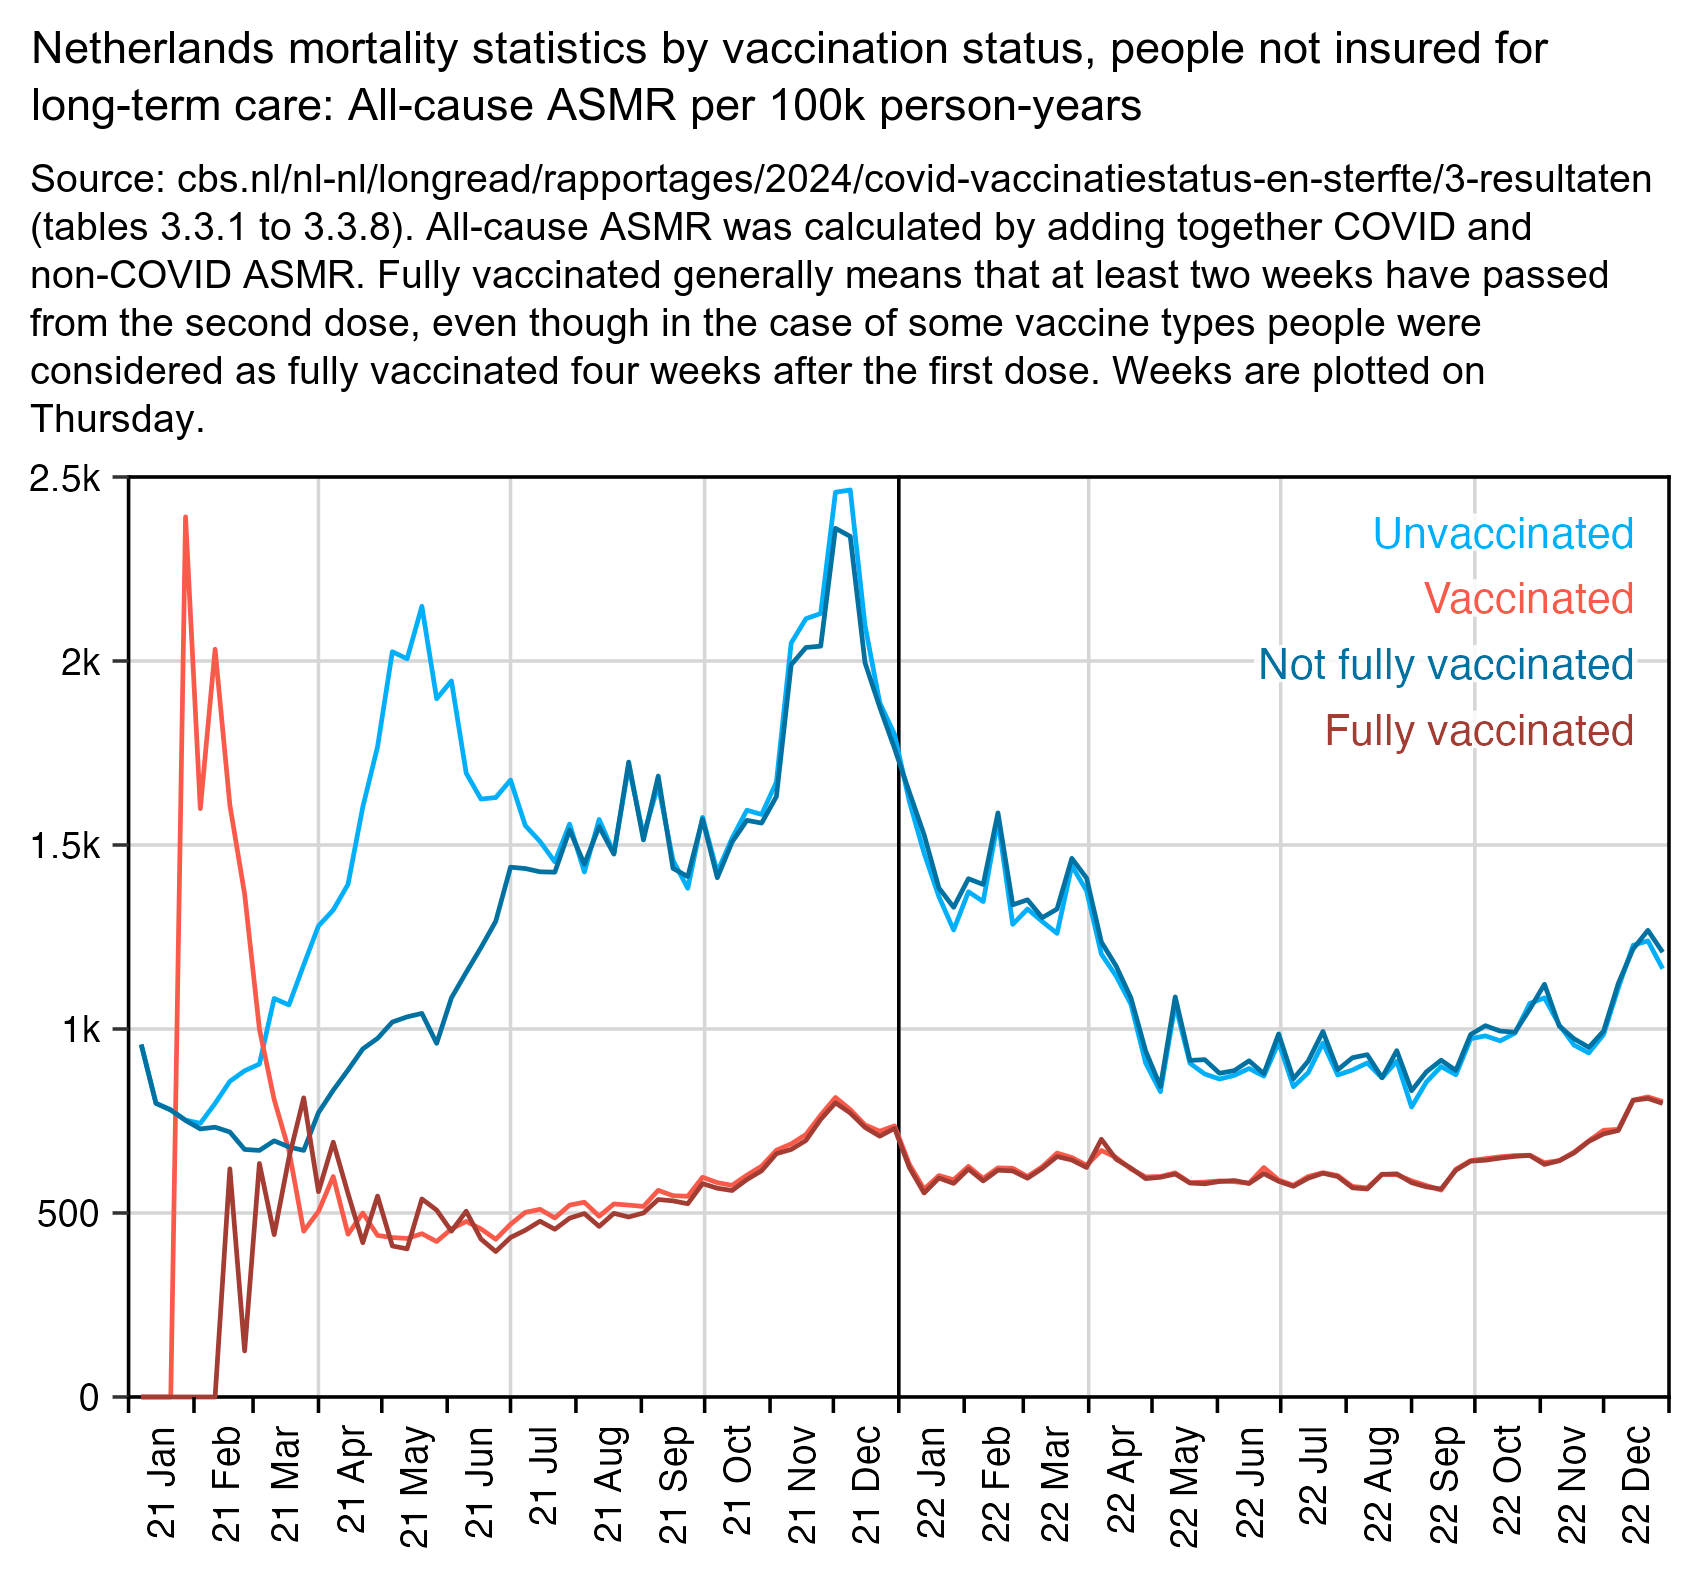 Netherlands mortality statistics by vaccination status, people not insured for
long-term care: All-cause ASMR per 100k person-years
Source: cbs.nl/nl-nl/longread/rapportages/2024/covid-vaccinatiestatus-en-sterfte/3-resultaten
(tables 3.3.1 to 3.3.8). All-cause ASMR was calculated by adding together COVID and
non-COVID ASMR. Fully vaccinated generally means that at least two weeks have passed
from the second dose, even though in the case of some vaccine types people were
considered as fully vaccinated four weeks after the first dose. Weeks are plotted on
Thursday.
2.5k
2k
1.5k
1k
500
0
Unvaccinated
Vaccinated
Not fully vaccinated
Fully vaccinated
21 Jan
21 Feb
21 Mar
21 Apr
21 May
21 Jun
21 Jul
21 Aug
21 Sep
21 Oct
21 Nov
21 Dec
22 Jan
22 Feb
22 Mar
22 Apr
22 May
22 Jun
22 Jul
22 Aug
22 Sep
22 Oct
22 Nov
22 Dec